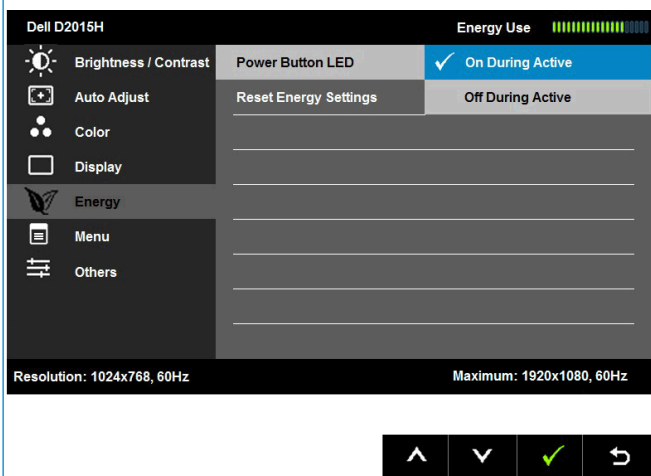 Dell D2015H Energy Use
Brightness / Contrast Power Button LED On During Active
Auto Adjust Reset Energy Settings Off During Active
Color
Display
Energy
Menu
Others
Resolution: 1024x768, 60Hz Maximum: 1920x1080, 60Hz